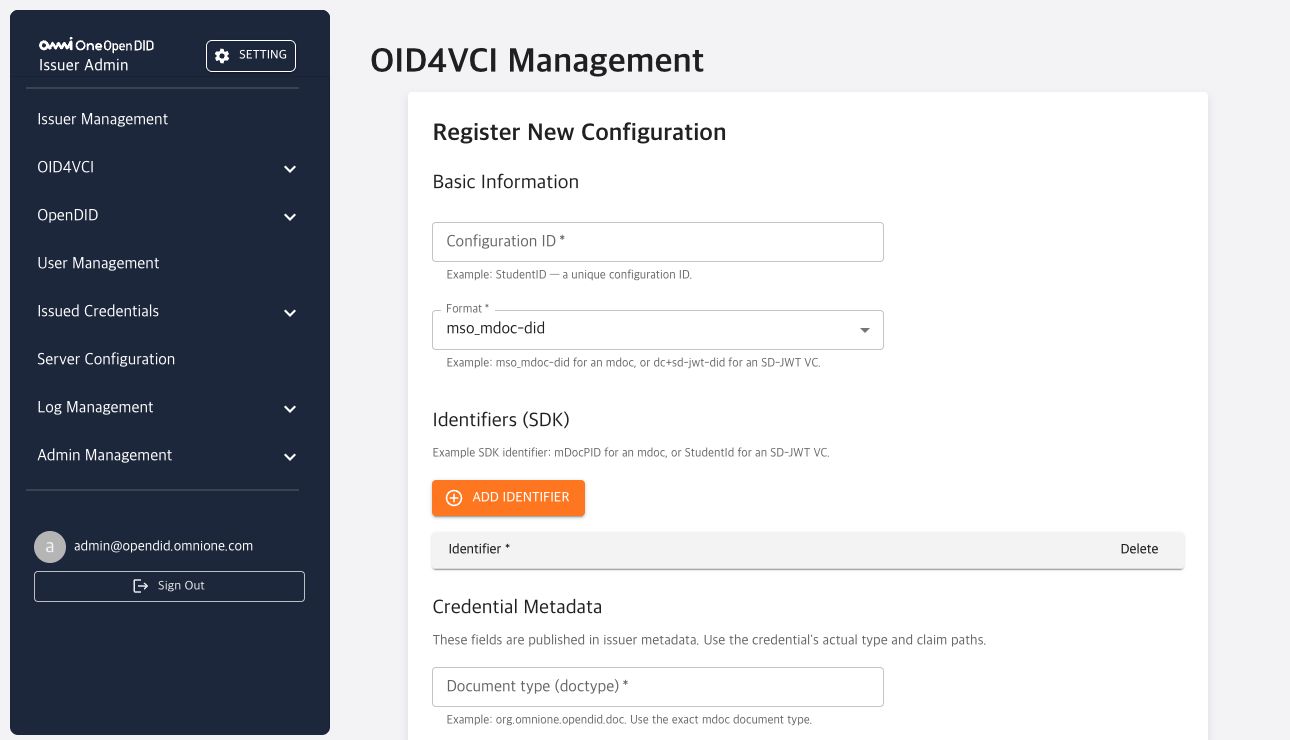 Omni One Open DID
Issuer Admin
SETTING
Issuer Management
OID4VCI
OpenDID
User Management
Issued Credentials
Server Configuration
Log Management
Admin Management
a
admin@opendid.omnione.com
Sign Out
OID4VCI Management
Register New Configuration
Basic Information
Configuration ID *
Example: StudentID — a unique configuration ID.
Format *
mso_mdoc-did
Example: mso_mdoc-did for an mdoc, or dc+sd-jwt-did for an SD-JWT VC.
Identifiers (SDK)
Example SDK identifier: mDocPID for an mdoc, or StudentId for an SD-JWT VC.
ADD IDENTIFIER
Identifier * Delete
Credential Metadata
These fields are published in issuer metadata. Use the credential's actual type and claim paths.
Document type (doctype) *
Example: org.omnione.opendid.doc. Use the exact mdoc document type.